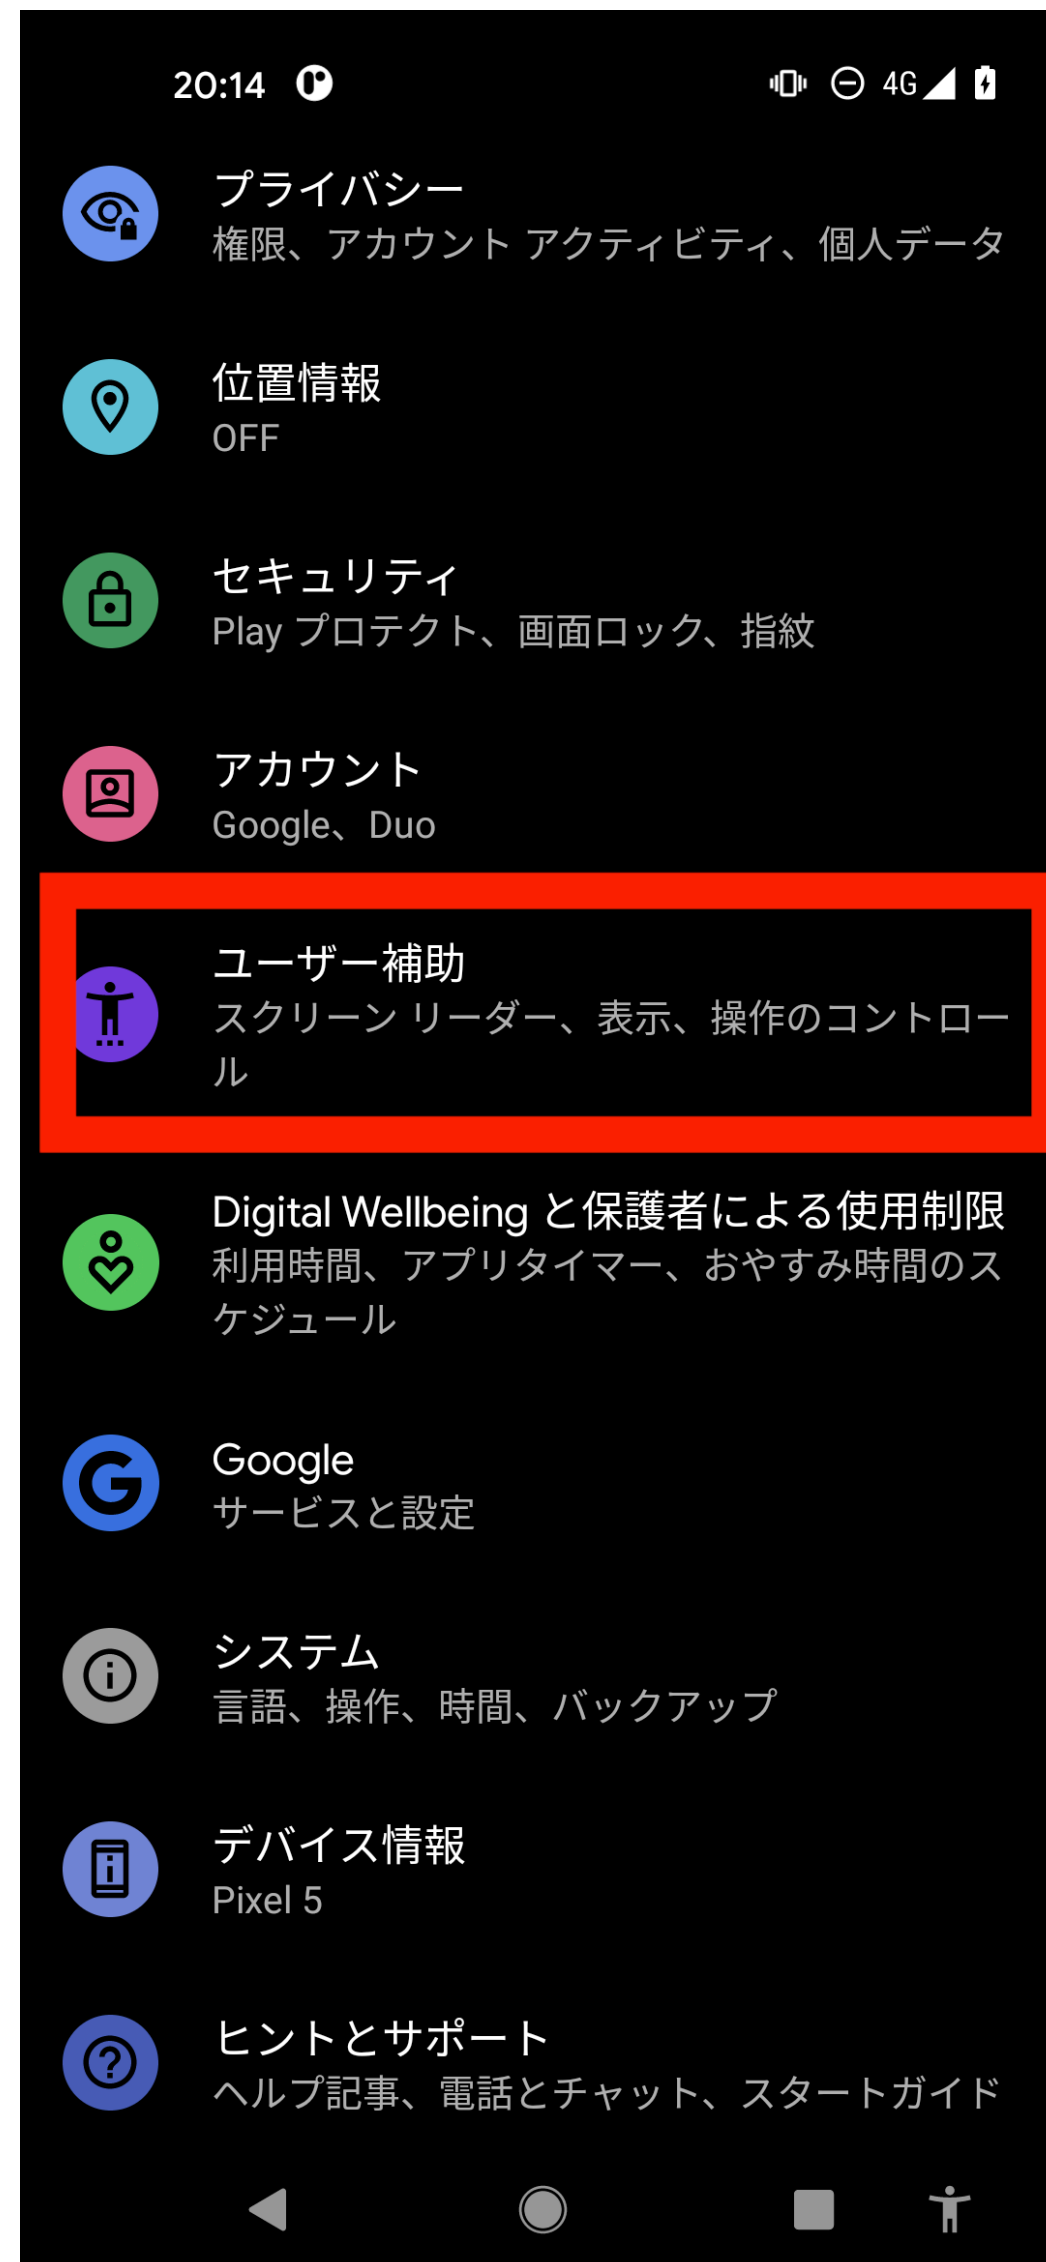 20:14
4G
プライバシー
権限、アカウント アクティビティ、個人データ
位置情報
OFF
セキュリティ
Play プロテクト、画面ロック、指紋
アカウント
Google、Duo
ユーザー補助
スクリーン リーダー、表示、操作のコントロー
ル
Digital Wellbeing と保護者による使用制限
利用時間、アプリタイマー、おやすみ時間のス
ケジュール
Google
サービスと設定
システム
言語、操作、時間、バックアップ
デバイス情報
Pixel 5
ヒントとサポート
ヘルプ記事、電話とチャット、スタートガイド